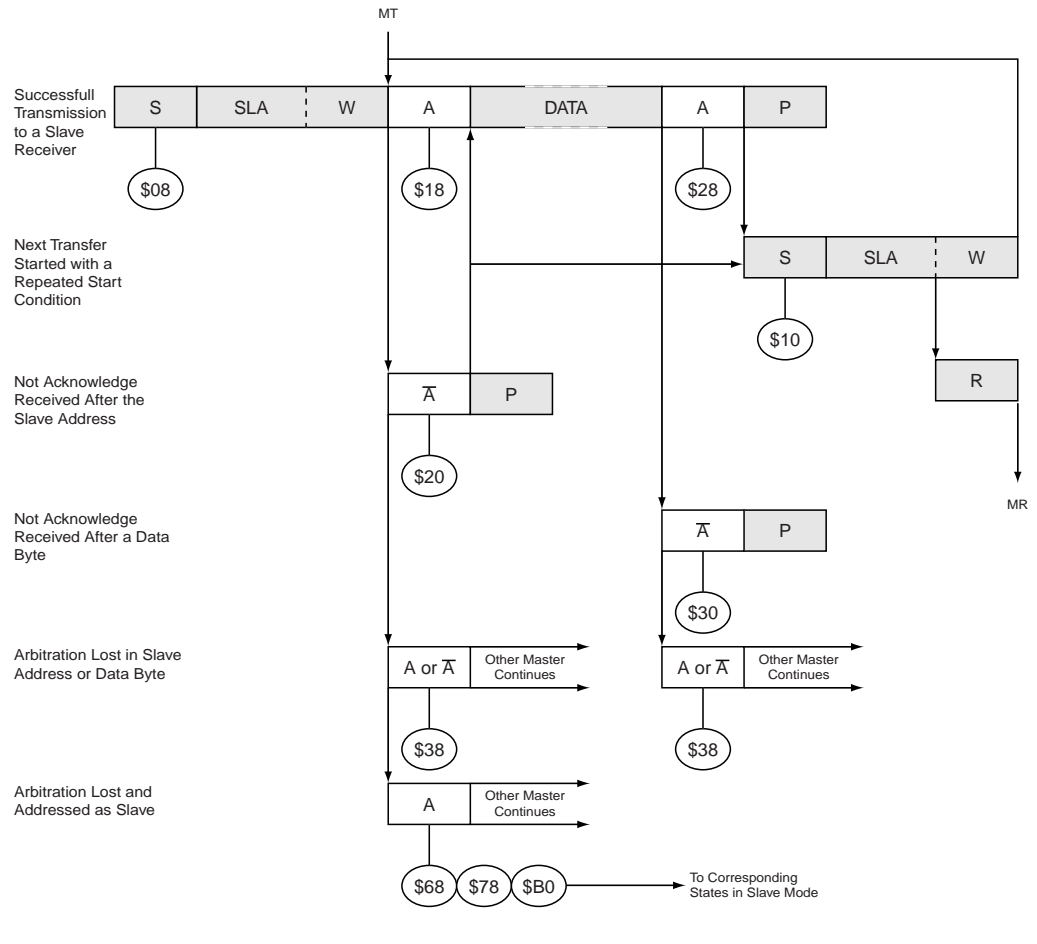 MT
Successfull
Transmission
to a Slave
Receiver
S
SLA
W
A
DATA
A
P
$08
$18
$28
Next Transfer
Started with a
Repeated Start
Condition
S
SLA
W
$10
Not Acknowledge
Received After the
Slave Address
A̅
P
R
$20
MR
Not Acknowledge
Received After a Data
Byte
A̅
P
$30
Arbitration Lost in Slave
Address or Data Byte
A or A̅
Other Master
Continues
A or A̅
Other Master
Continues
$38
$38
Arbitration Lost and
Addressed as Slave
A
Other Master
Continues
$68
$78
$B0
To Corresponding
States in Slave Mode